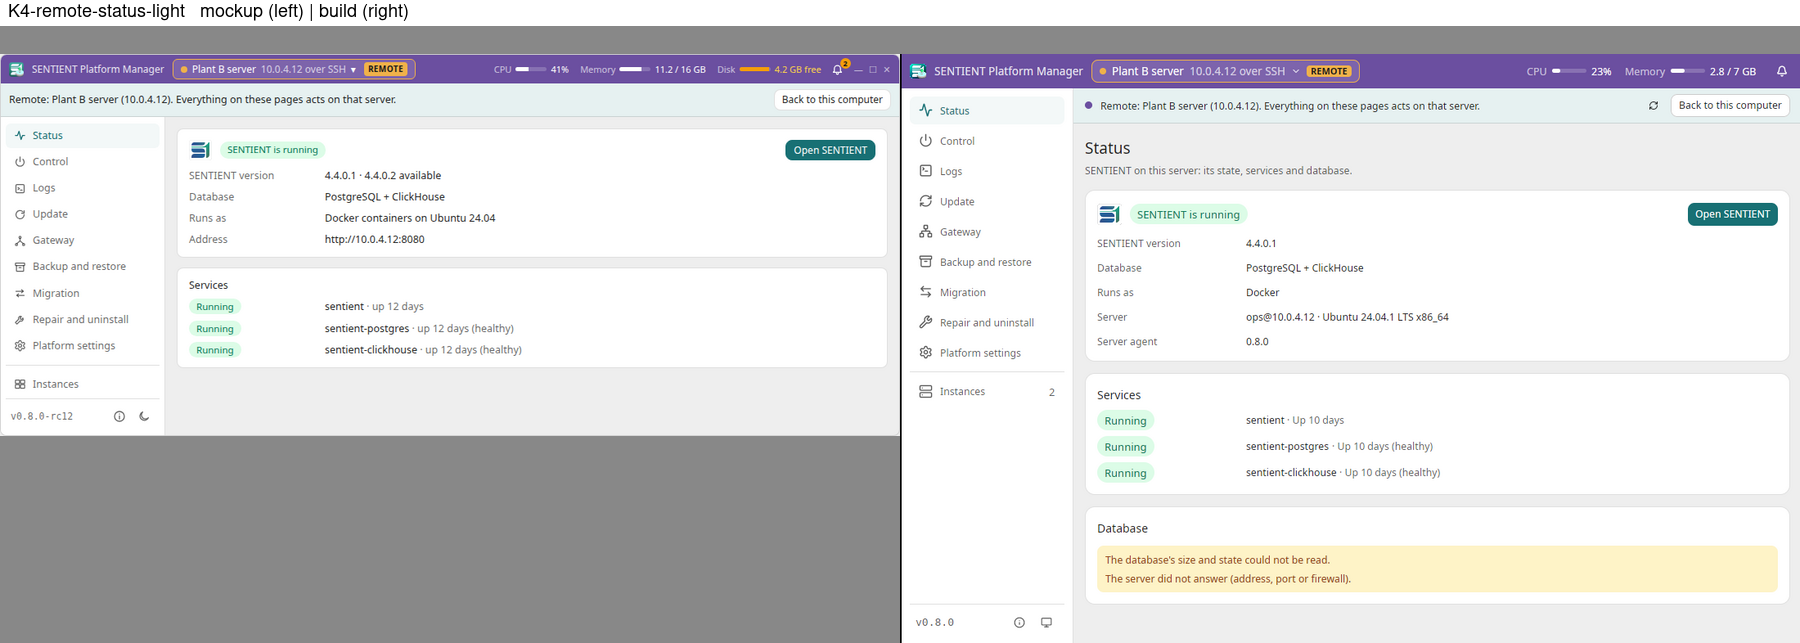 K4-remote-status-light   mockup (left) | build (right)
SENTIENT Platform Manager
Plant B server 10.0.4.12 over SSH ▾ REMOTE
CPU 41% Memory 11.2 / 16 GB Disk 4.2 GB free 2
Remote: Plant B server (10.0.4.12). Everything on these pages acts on that server.
Back to this computer
Status
Control
Logs
Update
Gateway
Backup and restore
Migration
Repair and uninstall
Platform settings
Instances
v0.8.0-rc12
SENTIENT is running
Open SENTIENT
SENTIENT version 4.4.0.1 · 4.4.0.2 available
Database PostgreSQL + ClickHouse
Runs as Docker containers on Ubuntu 24.04
Address http://10.0.4.12:8080
Services
Running sentient · up 12 days
Running sentient-postgres · up 12 days (healthy)
Running sentient-clickhouse · up 12 days (healthy)
SENTIENT Platform Manager
Plant B server 10.0.4.12 over SSH REMOTE
CPU 23% Memory 2.8 / 7 GB
Remote: Plant B server (10.0.4.12). Everything on these pages acts on that server.
Back to this computer
Status
Control
Logs
Update
Gateway
Backup and restore
Migration
Repair and uninstall
Platform settings
Instances 2
v0.8.0
Status
SENTIENT on this server: its state, services and database.
SENTIENT is running
Open SENTIENT
SENTIENT version 4.4.0.1
Database PostgreSQL + ClickHouse
Runs as Docker
Server ops@10.0.4.12 · Ubuntu 24.04.1 LTS x86_64
Server agent 0.8.0
Services
Running sentient · Up 10 days
Running sentient-postgres · Up 10 days (healthy)
Running sentient-clickhouse · Up 10 days (healthy)
Database
The database's size and state could not be read.
The server did not answer (address, port or firewall).